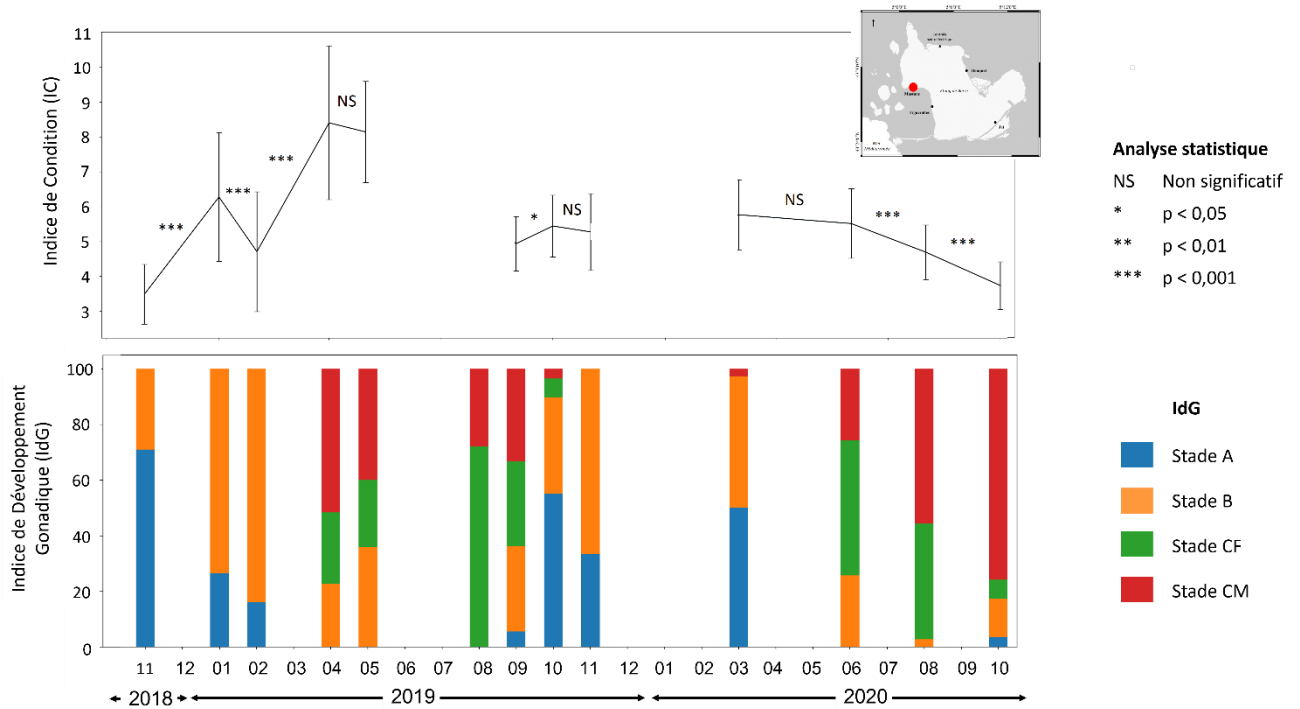 11
10
9
8
7
6
5
4
3
Indice de Condition (IC)
***
***
***
NS
*
NS
NS
***
***
Martigues
Analyse statistique
NS Non significatif
* p < 0,05
** p < 0,01
*** p < 0,001
Indice de Développement
Gonadique (IdG)
100
80
60
40
20
0
11 12 01 02 03 04 05 06 07 08 09 10 11 12 01 02 03 04 05 06 07 08 09 10
2018 2019 2020
IdG
Stade A
Stade B
Stade CF
Stade CM